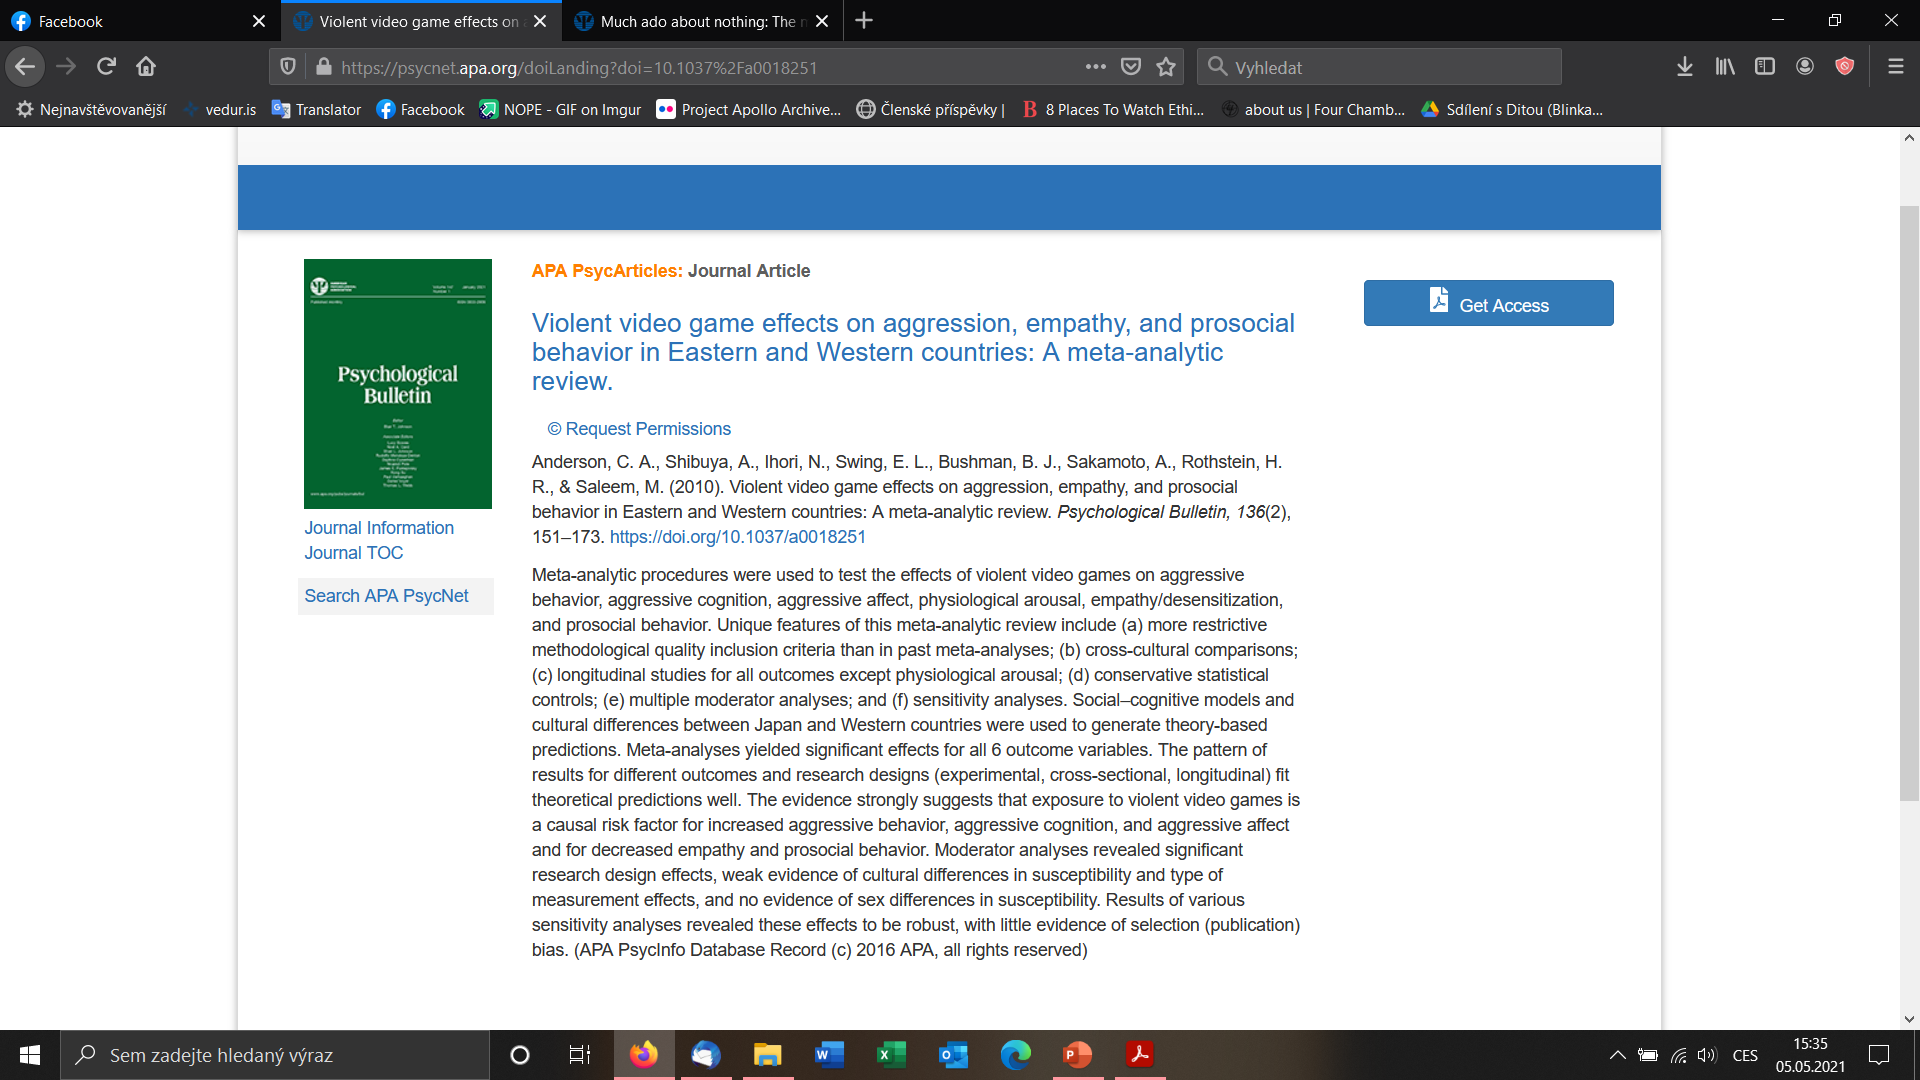 Facebook
Violent video game effects on a
Much ado about nothing: The m
https://psycnet.apa.org/doiLanding?doi=10.1037%2Fa0018251
Vyhledat
Nejnavštěvovanější
vedur.is
Translator
Facebook
NOPE - GIF on Imgur
Project Apollo Archive...
Členské příspěvky |
8 Places To Watch Ethi...
about us | Four Chamb...
Sdílení s Ditou (Blinka...
Psychological
Bulletin
Journal Information
Journal TOC
Search APA PsycNet
APA PsycArticles: Journal Article
Violent video game effects on aggression, empathy, and prosocial
behavior in Eastern and Western countries: A meta-analytic
review.
© Request Permissions
Anderson, C. A., Shibuya, A., Ihori, N., Swing, E. L., Bushman, B. J., Sakamoto, A., Rothstein, H.
R., & Saleem, M. (2010). Violent video game effects on aggression, empathy, and prosocial
behavior in Eastern and Western countries: A meta-analytic review. Psychological Bulletin, 136(2),
151–173. https://doi.org/10.1037/a0018251
Meta-analytic procedures were used to test the effects of violent video games on aggressive
behavior, aggressive cognition, aggressive affect, physiological arousal, empathy/desensitization,
and prosocial behavior. Unique features of this meta-analytic review include (a) more restrictive
methodological quality inclusion criteria than in past meta-analyses; (b) cross-cultural comparisons;
(c) longitudinal studies for all outcomes except physiological arousal; (d) conservative statistical
controls; (e) multiple moderator analyses; and (f) sensitivity analyses. Social–cognitive models and
cultural differences between Japan and Western countries were used to generate theory-based
predictions. Meta-analyses yielded significant effects for all 6 outcome variables. The pattern of
results for different outcomes and research designs (experimental, cross-sectional, longitudinal) fit
theoretical predictions well. The evidence strongly suggests that exposure to violent video games is
a causal risk factor for increased aggressive behavior, aggressive cognition, and aggressive affect
and for decreased empathy and prosocial behavior. Moderator analyses revealed significant
research design effects, weak evidence of cultural differences in susceptibility and type of
measurement effects, and no evidence of sex differences in susceptibility. Results of various
sensitivity analyses revealed these effects to be robust, with little evidence of selection (publication)
bias. (APA PsycInfo Database Record (c) 2016 APA, all rights reserved)
Get Access
Sem zadejte hledaný výraz
CES
15:35
05.05.2021